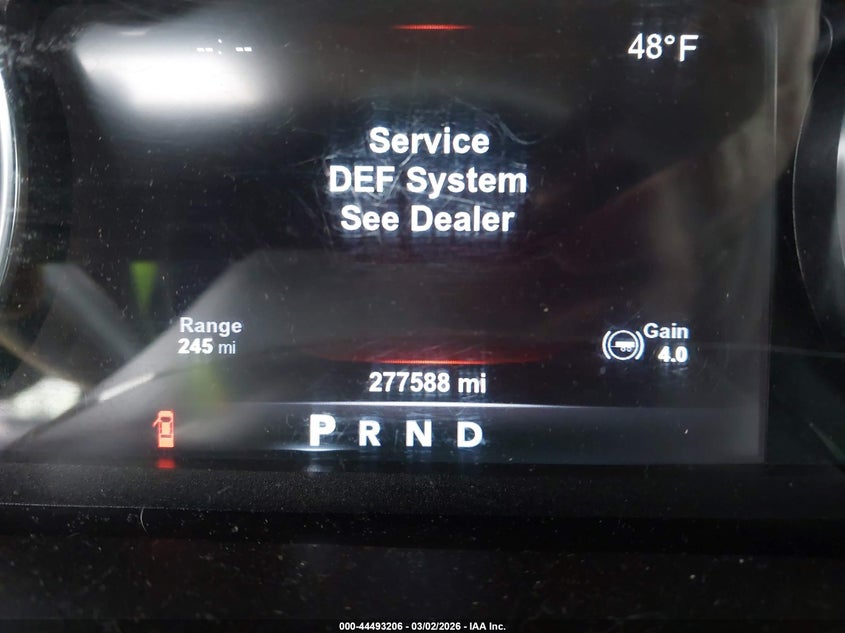 --:--
48°F
Service
DEF System
See Dealer
Range
245 mi
Gain
4.0
277588 mi
P R N D
000-44493206 - 03/02/2026 - IAA Inc.